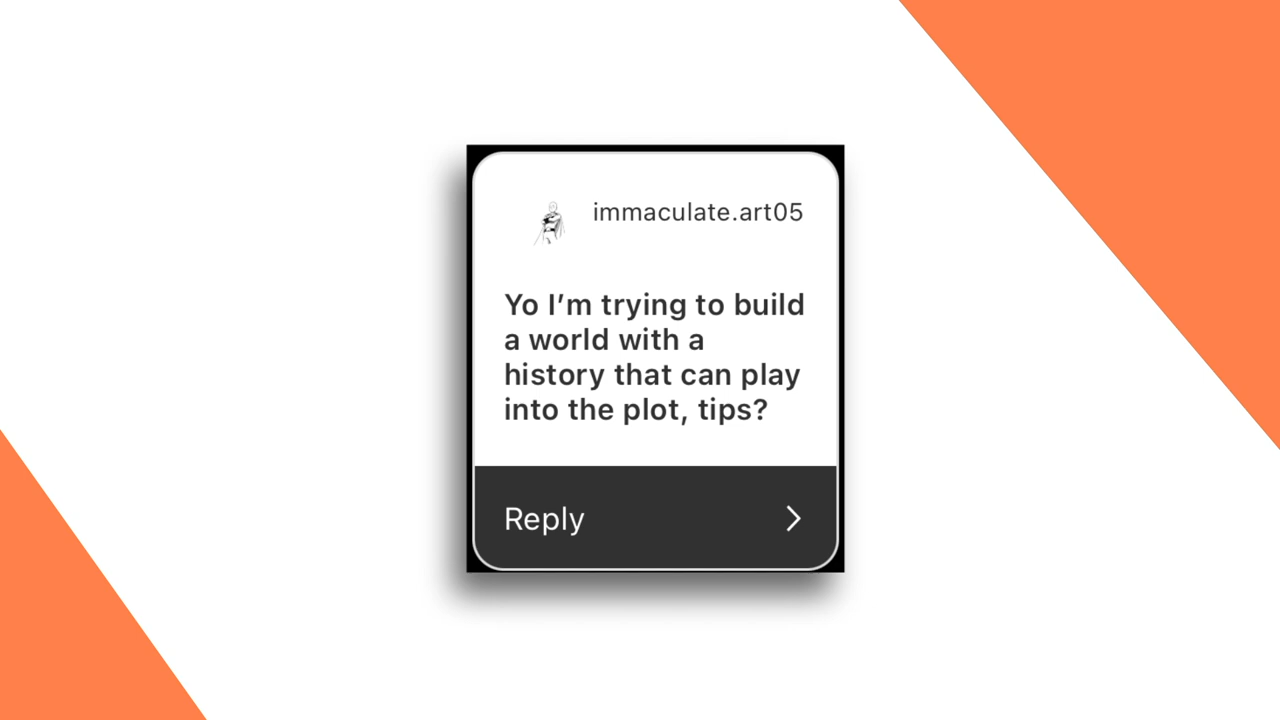 immaculate.art05
Yo I’m trying to build
a world with a
history that can play
into the plot, tips?
Reply